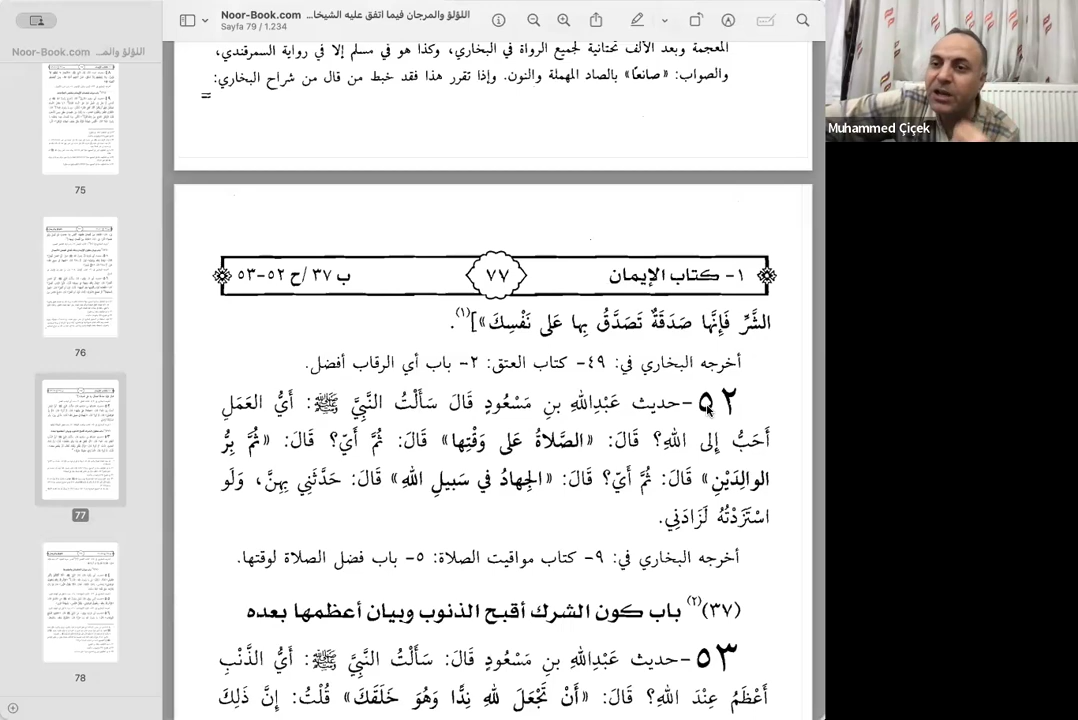 Noor-Book.com اللؤلؤ والمرجان فيما اتفق عليه الشيخا...
Sayfa 79 / 1.234
Noor-Book.com اللؤلؤ والم...
75
76
77
78
المعجمة وبعد الألف تحتانية لجميع الرواة في البخاري، وكذا هو في مسلم إلا في رواية السمرقندي،
والصواب: «صانعًا» بالصاد المهملة والنون. وإذا تقرر هذا فقد خبط من قال من شراح البخاري:
=
١- كتاب الإيمان ٧٧ ب ٣٧ /ح ٥٢-٥٣
الشَّرِّ فَإِنَّها صَدَقَةٌ تَصَدَّقُ بِها عَلى نَفْسِكَ»](١).
أخرجه البخاري في: ٤٩- كتاب العتق: ٢- باب أي الرقاب أفضل.
٥٢-حديث عَبْدِاللهِ بنِ مَسْعُودٍ قَالَ سَأَلْتُ النَّبِيَّ ﷺ: أَيُّ العَمَلِ
أَحَبُّ إِلى اللهِ؟ قَالَ: «الصَّلاةُ عَلى وَقْتِها» قَالَ: ثُمَّ أَيّ؟ قَالَ: «ثُمَّ بِرُّ
الوالِدَيْنِ» قَالَ: ثُمَّ أَيّ؟ قَالَ: «الجِهادُ في سَبيلِ اللهِ» قَالَ: حَدَّثَنِي بِهِنَّ، وَلَو
اسْتَزَدْتُهُ لَزَادَنِي.
أخرجه البخاري في: ٩- كتاب مواقيت الصلاة: ٥- باب فضل الصلاة لوقتها.
(٣٧)(٢) باب كون الشرك أقبح الذنوب وبيان أعظمها بعده
٥٣-حديث عَبْدِاللهِ بنِ مَسْعُودٍ قَالَ: سَأَلْتُ النَّبِيَّ ﷺ: أَيُّ الذَّنْبِ
أَعْظَمُ عِنْدَ اللهِ؟ قَالَ: «أَنْ تَجْعَلَ للهِ نِدًّا وَهُوَ خَلَقَكَ» قُلْتُ: إِنَّ ذَلِكَ
Muhammed Çiçek